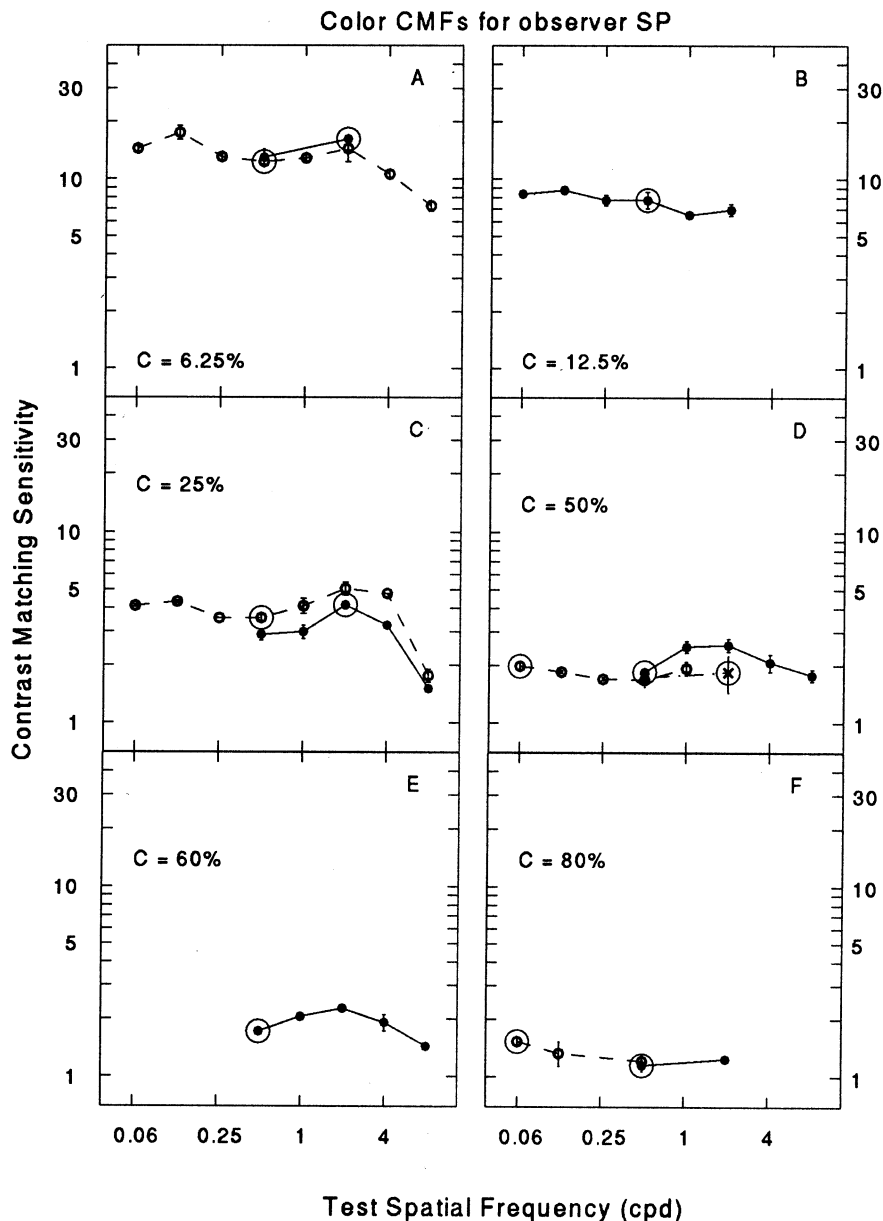 Color CMFs for observer SP
A
B
30
30
10
10
5
5
1
1
C = 6.25%
C = 12.5%
C
D
30
30
C = 25%
C = 50%
10
10
5
5
1
1
E
F
30
30
C = 60%
C = 80%
10
10
5
5
1
1
Contrast Matching Sensitivity
0.06 0.25 1 4
0.06 0.25 1 4
Test Spatial Frequency (cpd)